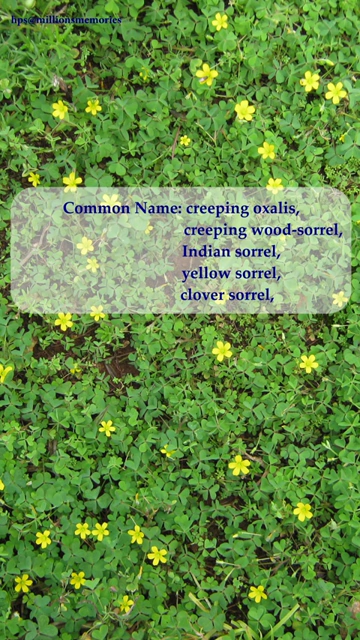 hps@millionsmemories
Common Name: creeping oxalis,
creeping wood-sorrel,
Indian sorrel,
yellow sorrel,
clover sorrel,